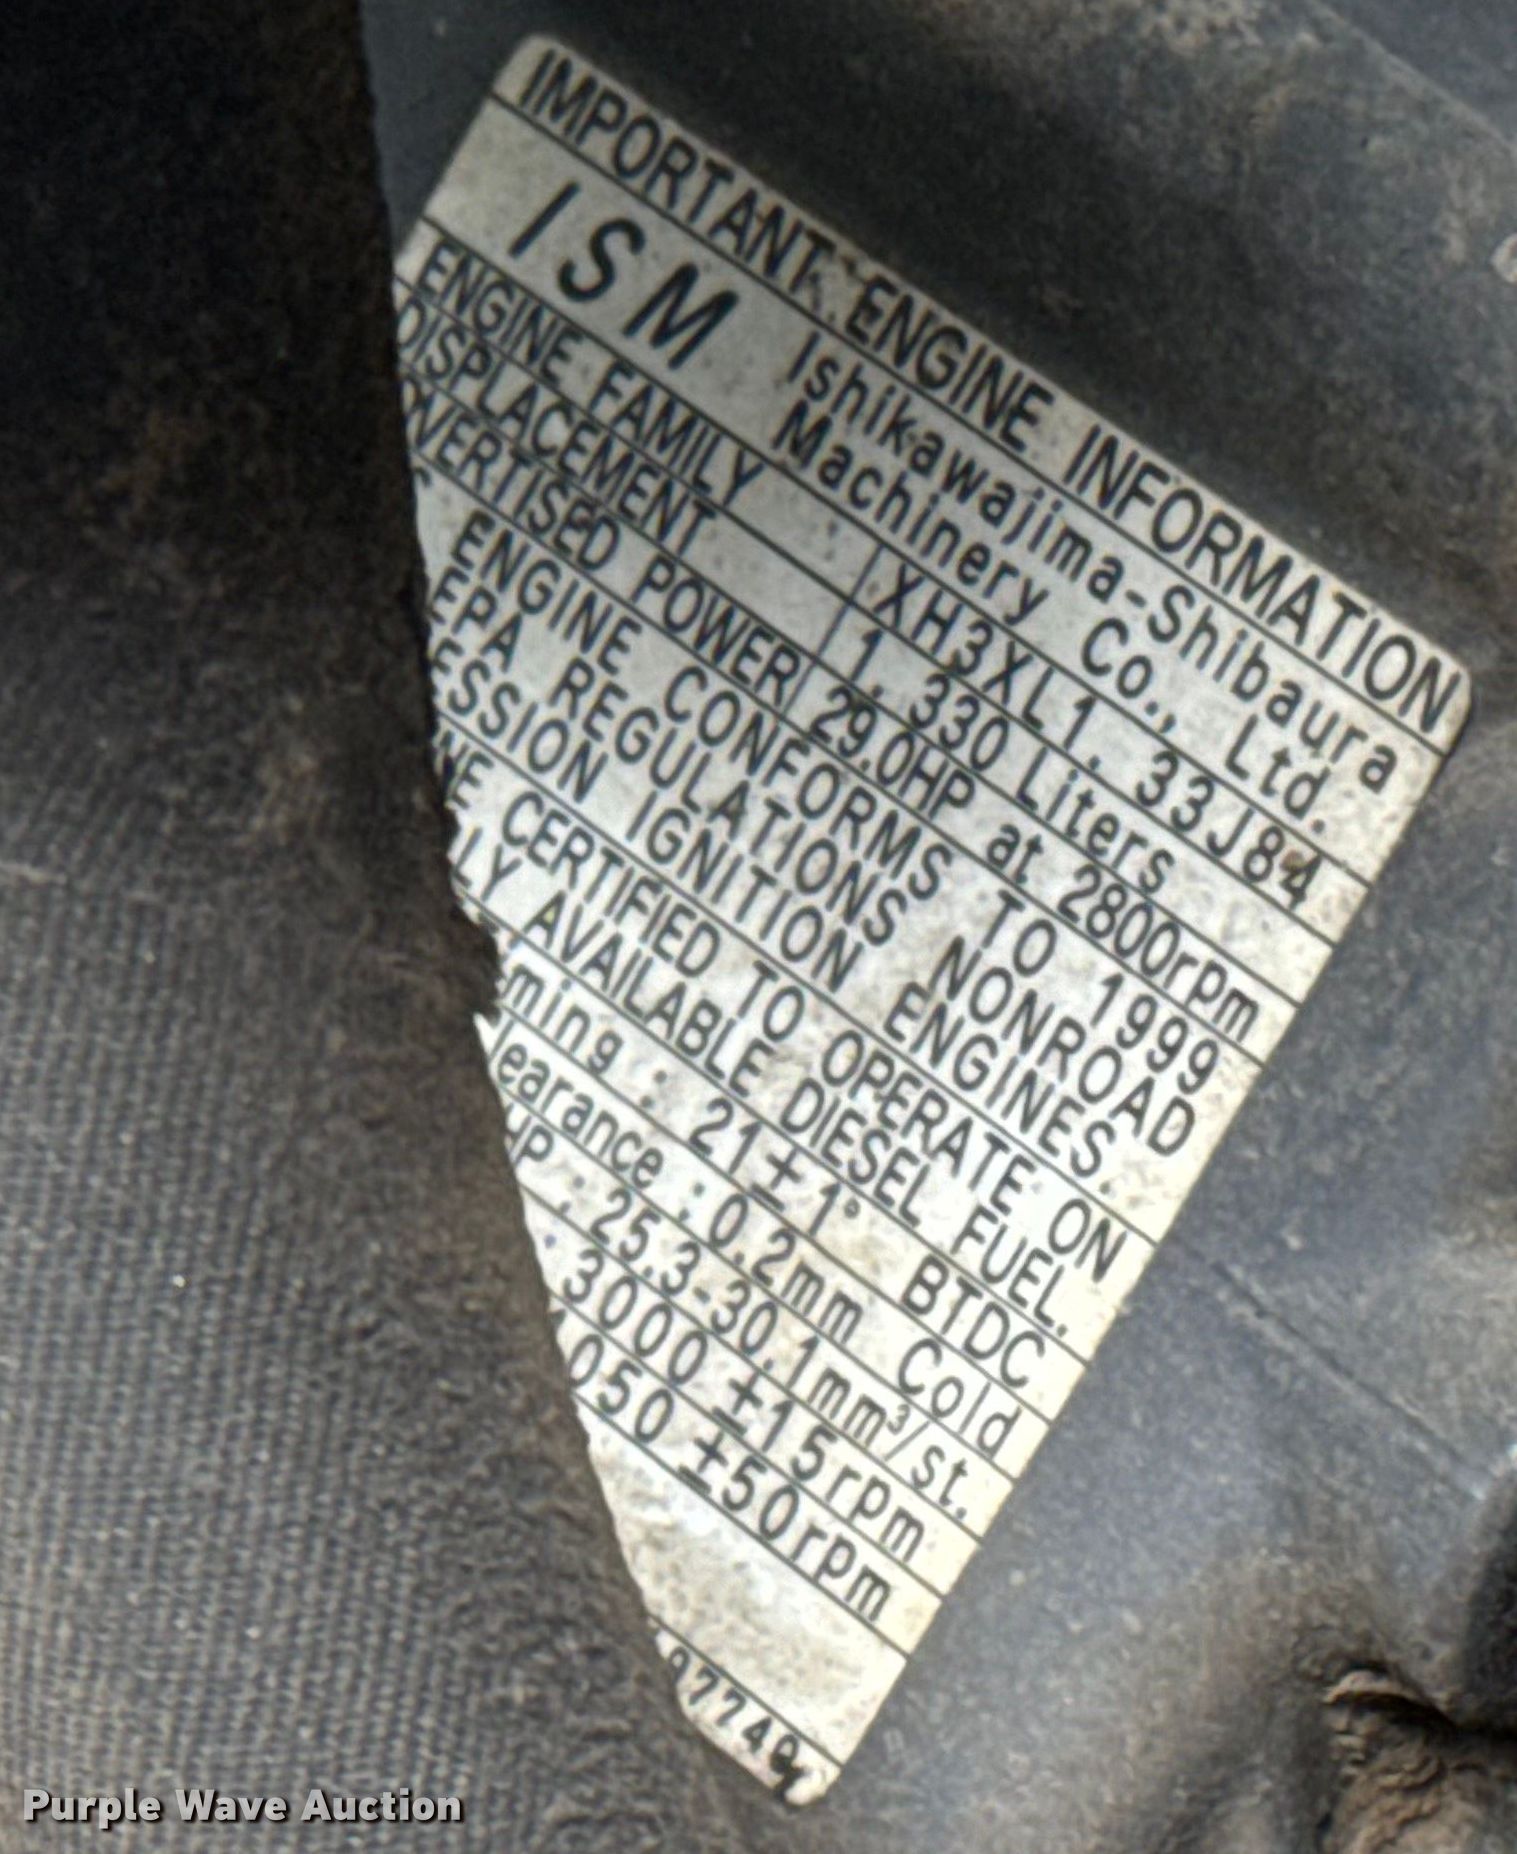 IMPORTANT ENGINE INFORMATION
ISM Ishikawajima-Shibaura
Machinery Co., Ltd.
ENGINE FAMILY XH3XL1.33J84
DISPLACEMENT 1.330 Liters
DVERTISED POWER 29.0HP at 2800rpm
ENGINE CONFORMS TO 1999
EPA REGULATIONS NONROAD
ESSION IGNITION ENGINES.
NE CERTIFIED TO OPERATE ON
LY AVAILABLE DIESEL FUEL.
ming : 21±1° BTDC
learance : 0.2mm Cold
HP : 25.3-30.1mm³/st.
3000 ±15rpm
050 ±50rpm
Purple Wave Auction